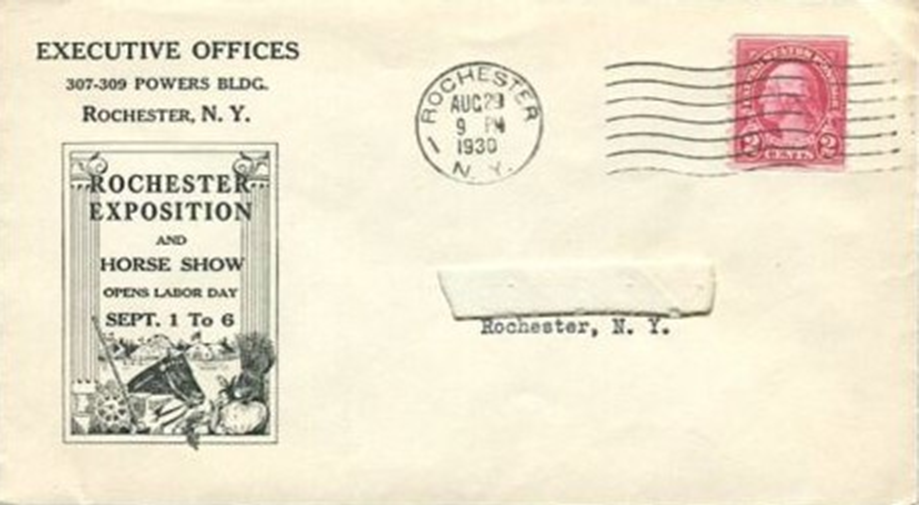 EXECUTIVE OFFICES
307-309 POWERS BLDG.
ROCHESTER, N. Y.
ROCHESTER
EXPOSITION
AND
HORSE SHOW
OPENS LABOR DAY
SEPT. 1 To 6
ROCHESTER
AUG 29
9 PM
1930
N. Y.
UNITED STATES POSTAGE
2 CENTS 2
Rochester, N. Y.